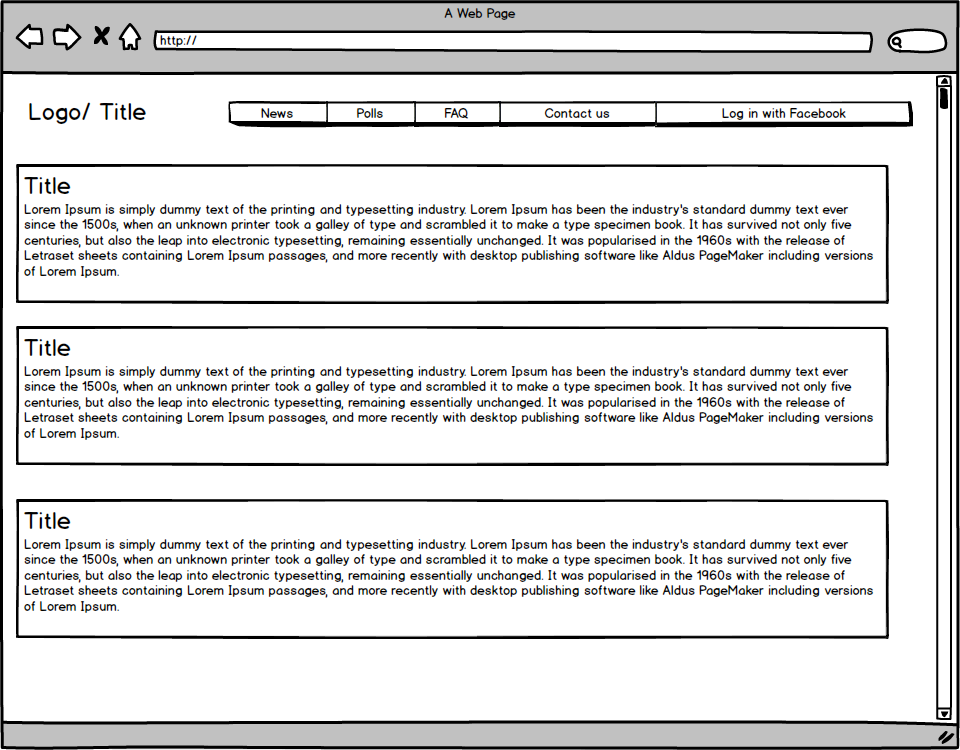 A Web Page
http://
Logo/ Title
News Polls FAQ Contact us Log in with Facebook
Title
Lorem Ipsum is simply dummy text of the printing and typesetting industry. Lorem Ipsum has been the industry's standard dummy text ever
since the 1500s, when an unknown printer took a galley of type and scrambled it to make a type specimen book. It has survived not only five
centuries, but also the leap into electronic typesetting, remaining essentially unchanged. It was popularised in the 1960s with the release of
Letraset sheets containing Lorem Ipsum passages, and more recently with desktop publishing software like Aldus PageMaker including versions
of Lorem Ipsum.
Title
Lorem Ipsum is simply dummy text of the printing and typesetting industry. Lorem Ipsum has been the industry's standard dummy text ever
since the 1500s, when an unknown printer took a galley of type and scrambled it to make a type specimen book. It has survived not only five
centuries, but also the leap into electronic typesetting, remaining essentially unchanged. It was popularised in the 1960s with the release of
Letraset sheets containing Lorem Ipsum passages, and more recently with desktop publishing software like Aldus PageMaker including versions
of Lorem Ipsum.
Title
Lorem Ipsum is simply dummy text of the printing and typesetting industry. Lorem Ipsum has been the industry's standard dummy text ever
since the 1500s, when an unknown printer took a galley of type and scrambled it to make a type specimen book. It has survived not only five
centuries, but also the leap into electronic typesetting, remaining essentially unchanged. It was popularised in the 1960s with the release of
Letraset sheets containing Lorem Ipsum passages, and more recently with desktop publishing software like Aldus PageMaker including versions
of Lorem Ipsum.